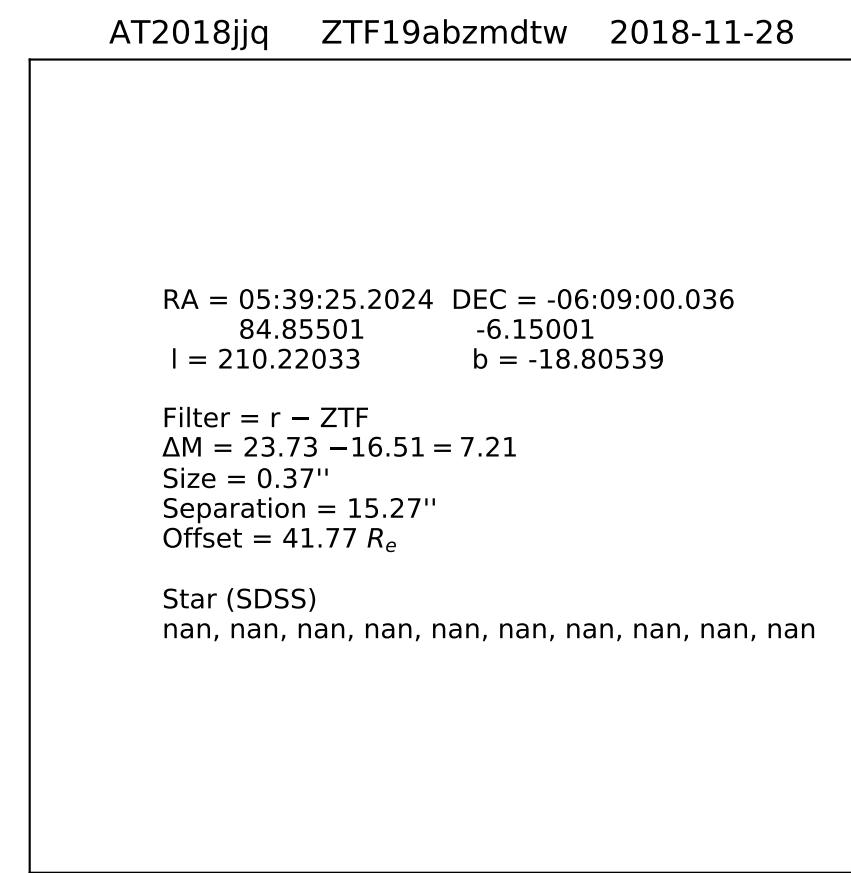 AT2018jjq ZTF19abzmdtw 2018-11-28
RA = 05:39:25.2024 DEC = -06:09:00.036
84.85501 -6.15001
l = 210.22033 b = -18.80539
Filter = r − ZTF
ΔM = 23.73 −16.51 = 7.21
Size = 0.37''
Separation = 15.27''
Offset = 41.77 Re
Star (SDSS)
nan, nan, nan, nan, nan, nan, nan, nan, nan, nan